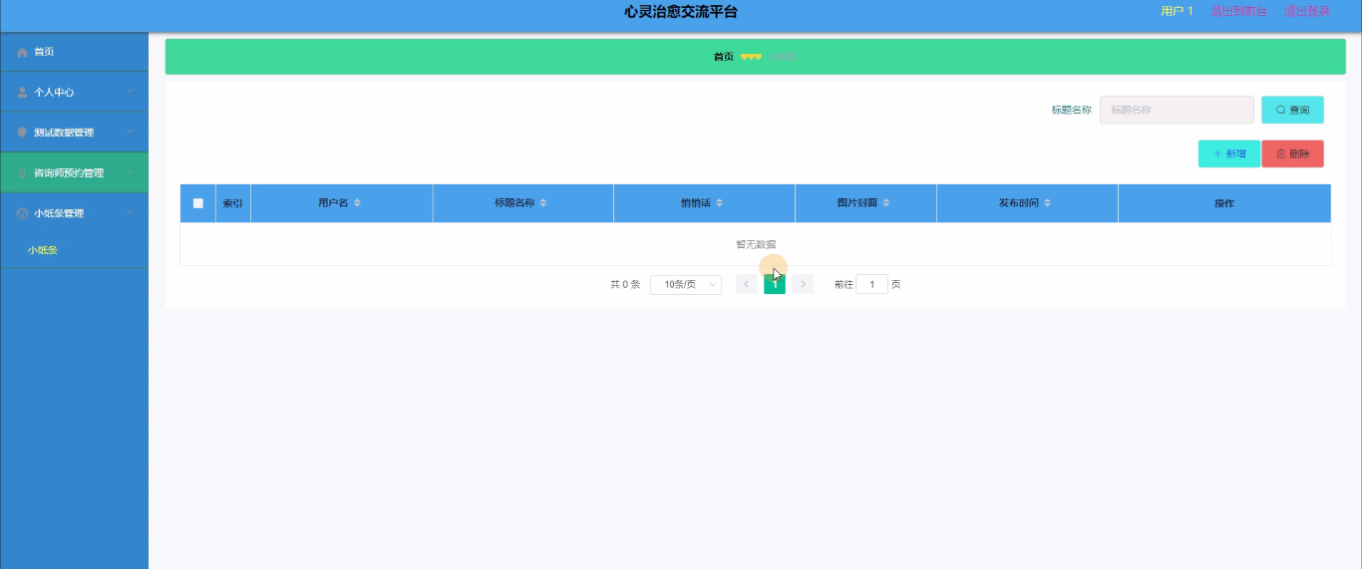 心灵治愈交流平台
用户 1 退出到前台 退出登录
首页
个人中心
测试数据管理
咨询师预约管理
小纸条管理
小纸条
首页
标题名称 标题名称 查询
新增 删除
索引 用户名 标题名称 悄悄话 图片封面 发布时间 操作
暂无数据
共 0 条 10条/页 1 前往 1 页